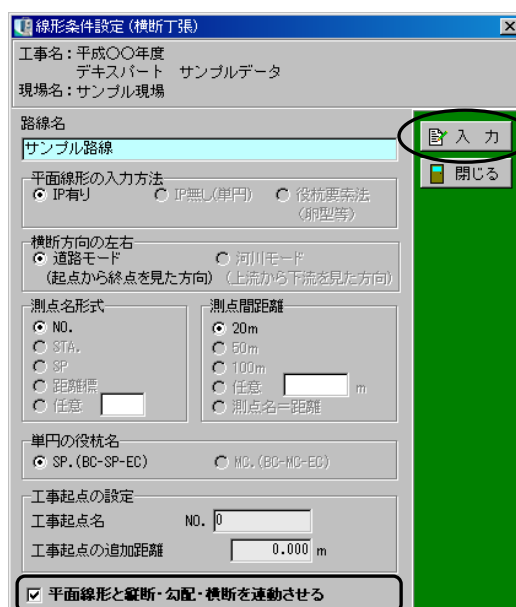 線形条件設定（横断丁張）
工事名：平成〇〇年度
デキスパート サンプルデータ
現場名：サンプル現場
路線名
サンプル路線
入 力
閉じる
平面線形の入力方法
IP有り IP無し(単円) 役杭要素法
(卵型等)
横断方向の左右
道路モード 河川モード
(起点から終点を見た方向) (上流から下流を見た方向)
測点名形式 測点間距離
NO. 20m
STA. 50m
SP 100m
距離標 任意 m
任意 測点名＝距離
単円の役杭名
SP.(BC-SP-EC) MC.(BC-MC-EC)
工事起点の設定
工事起点名 NO. 0
工事起点の追加距離 0.000 m
平面線形と縦断・勾配・横断を連動させる